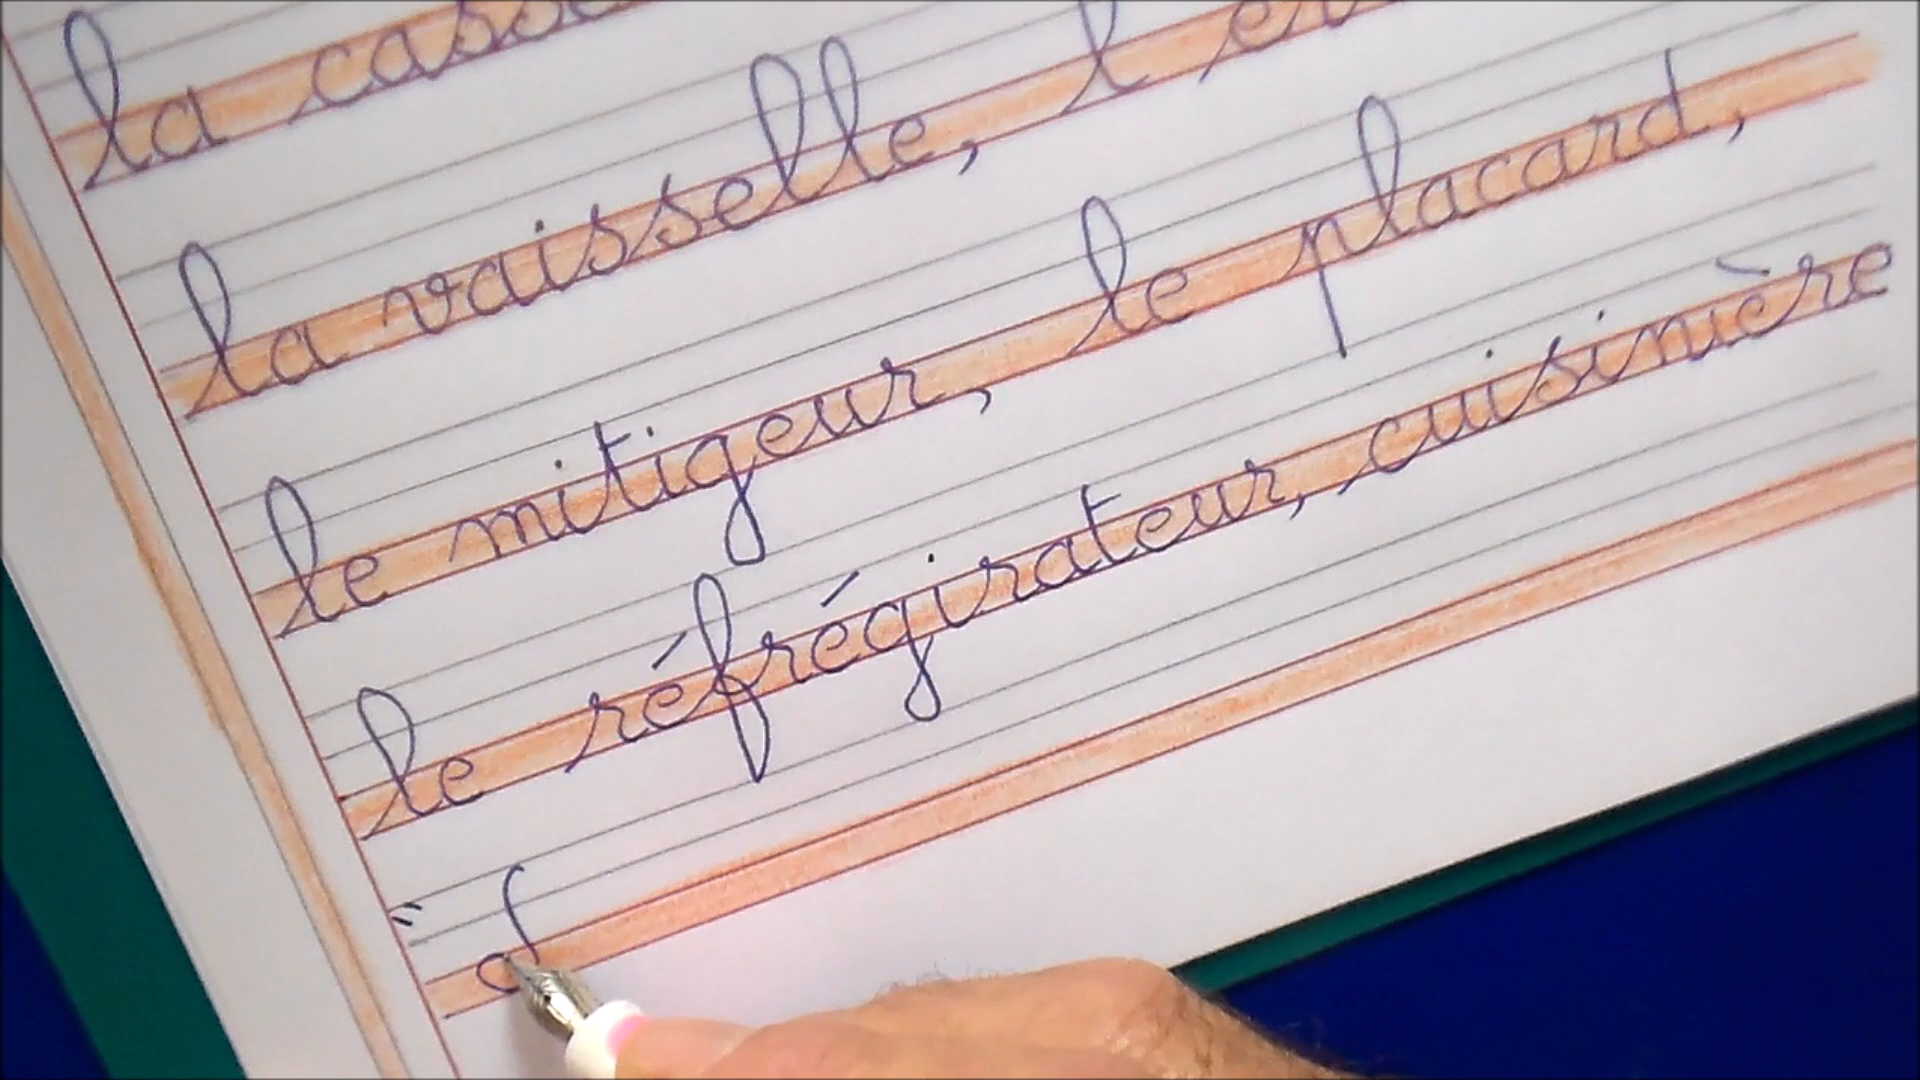 la
la vaisselle, l'
le mitigeur, le placard,
le réfrégirateur, cuisinière
"